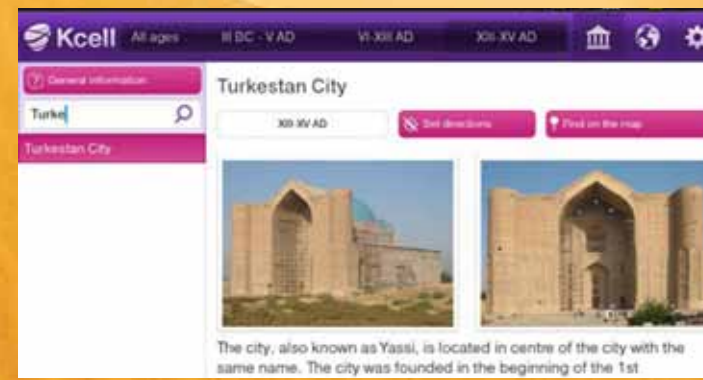 Kcell All ages III BC - V AD VI-XIII AD XIII-XV AD
General information
Turke
Turkestan City
Turkestan City
XIII-XV AD Get directions Find on the map
The city, also known as Yassi, is located in centre of the city with the
same name. The city was founded in the beginning of the 1st